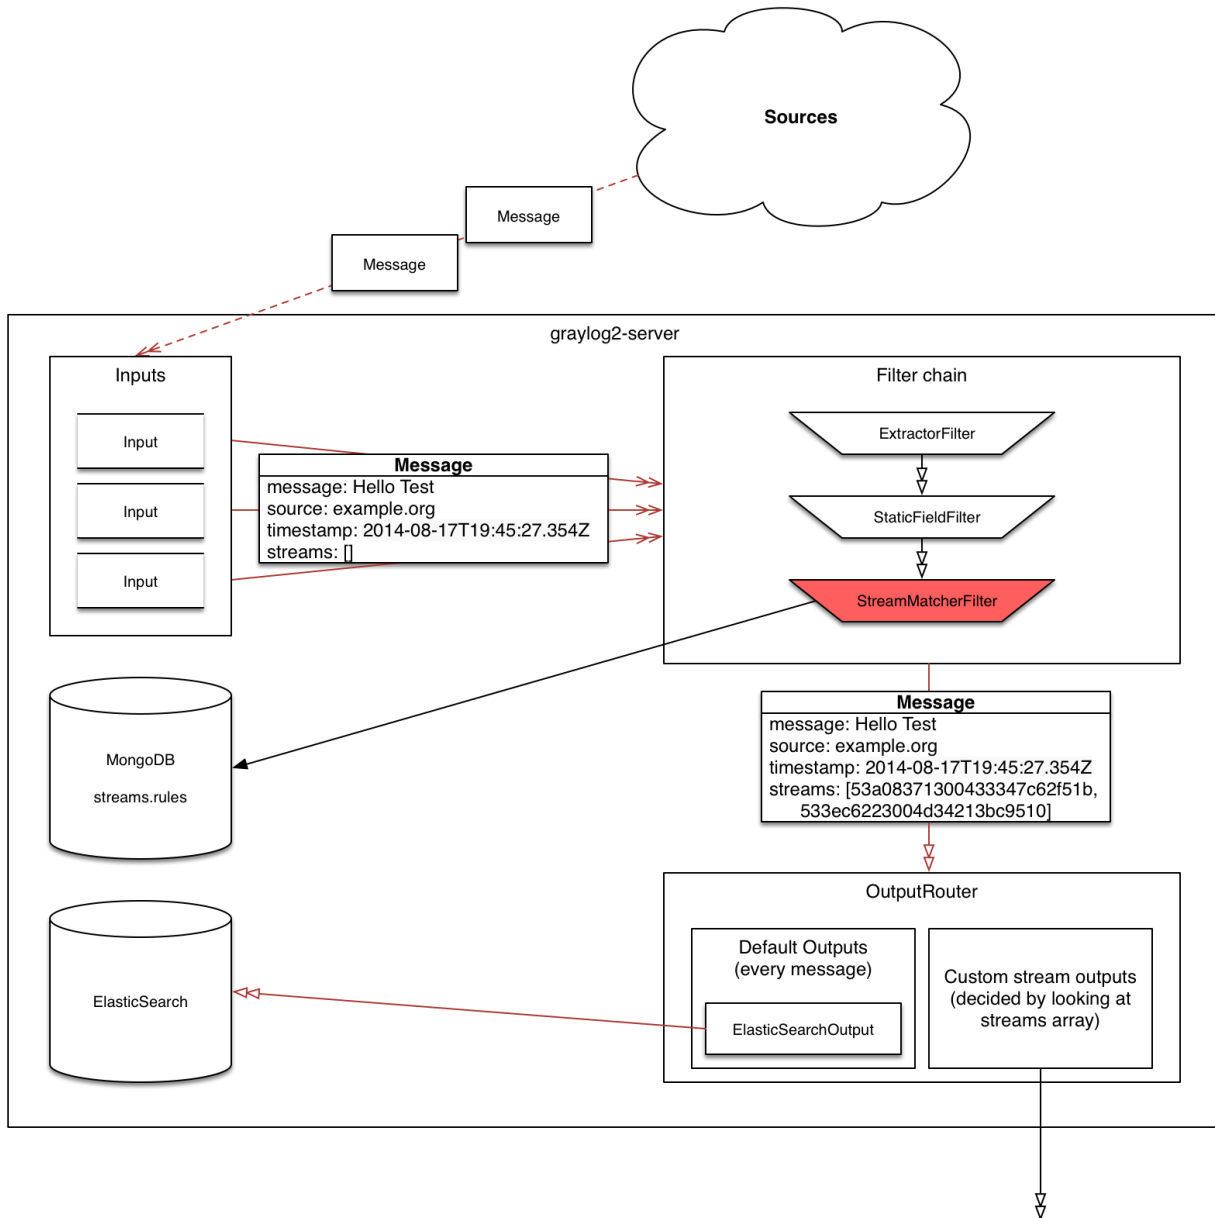 Sources
Message
Message
graylog2-server
Inputs
Input
Input
Input
Message
message: Hello Test
source: example.org
timestamp: 2014-08-17T19:45:27.354Z
streams: []
Filter chain
ExtractorFilter
StaticFieldFilter
StreamMatcherFilter
MongoDB
streams.rules
Message
message: Hello Test
source: example.org
timestamp: 2014-08-17T19:45:27.354Z
streams: [53a08371300433347c62f51b,
533ec6223004d34213bc9510]
OutputRouter
Default Outputs
(every message)
ElasticSearchOutput
Custom stream outputs
(decided by looking at
streams array)
ElasticSearch